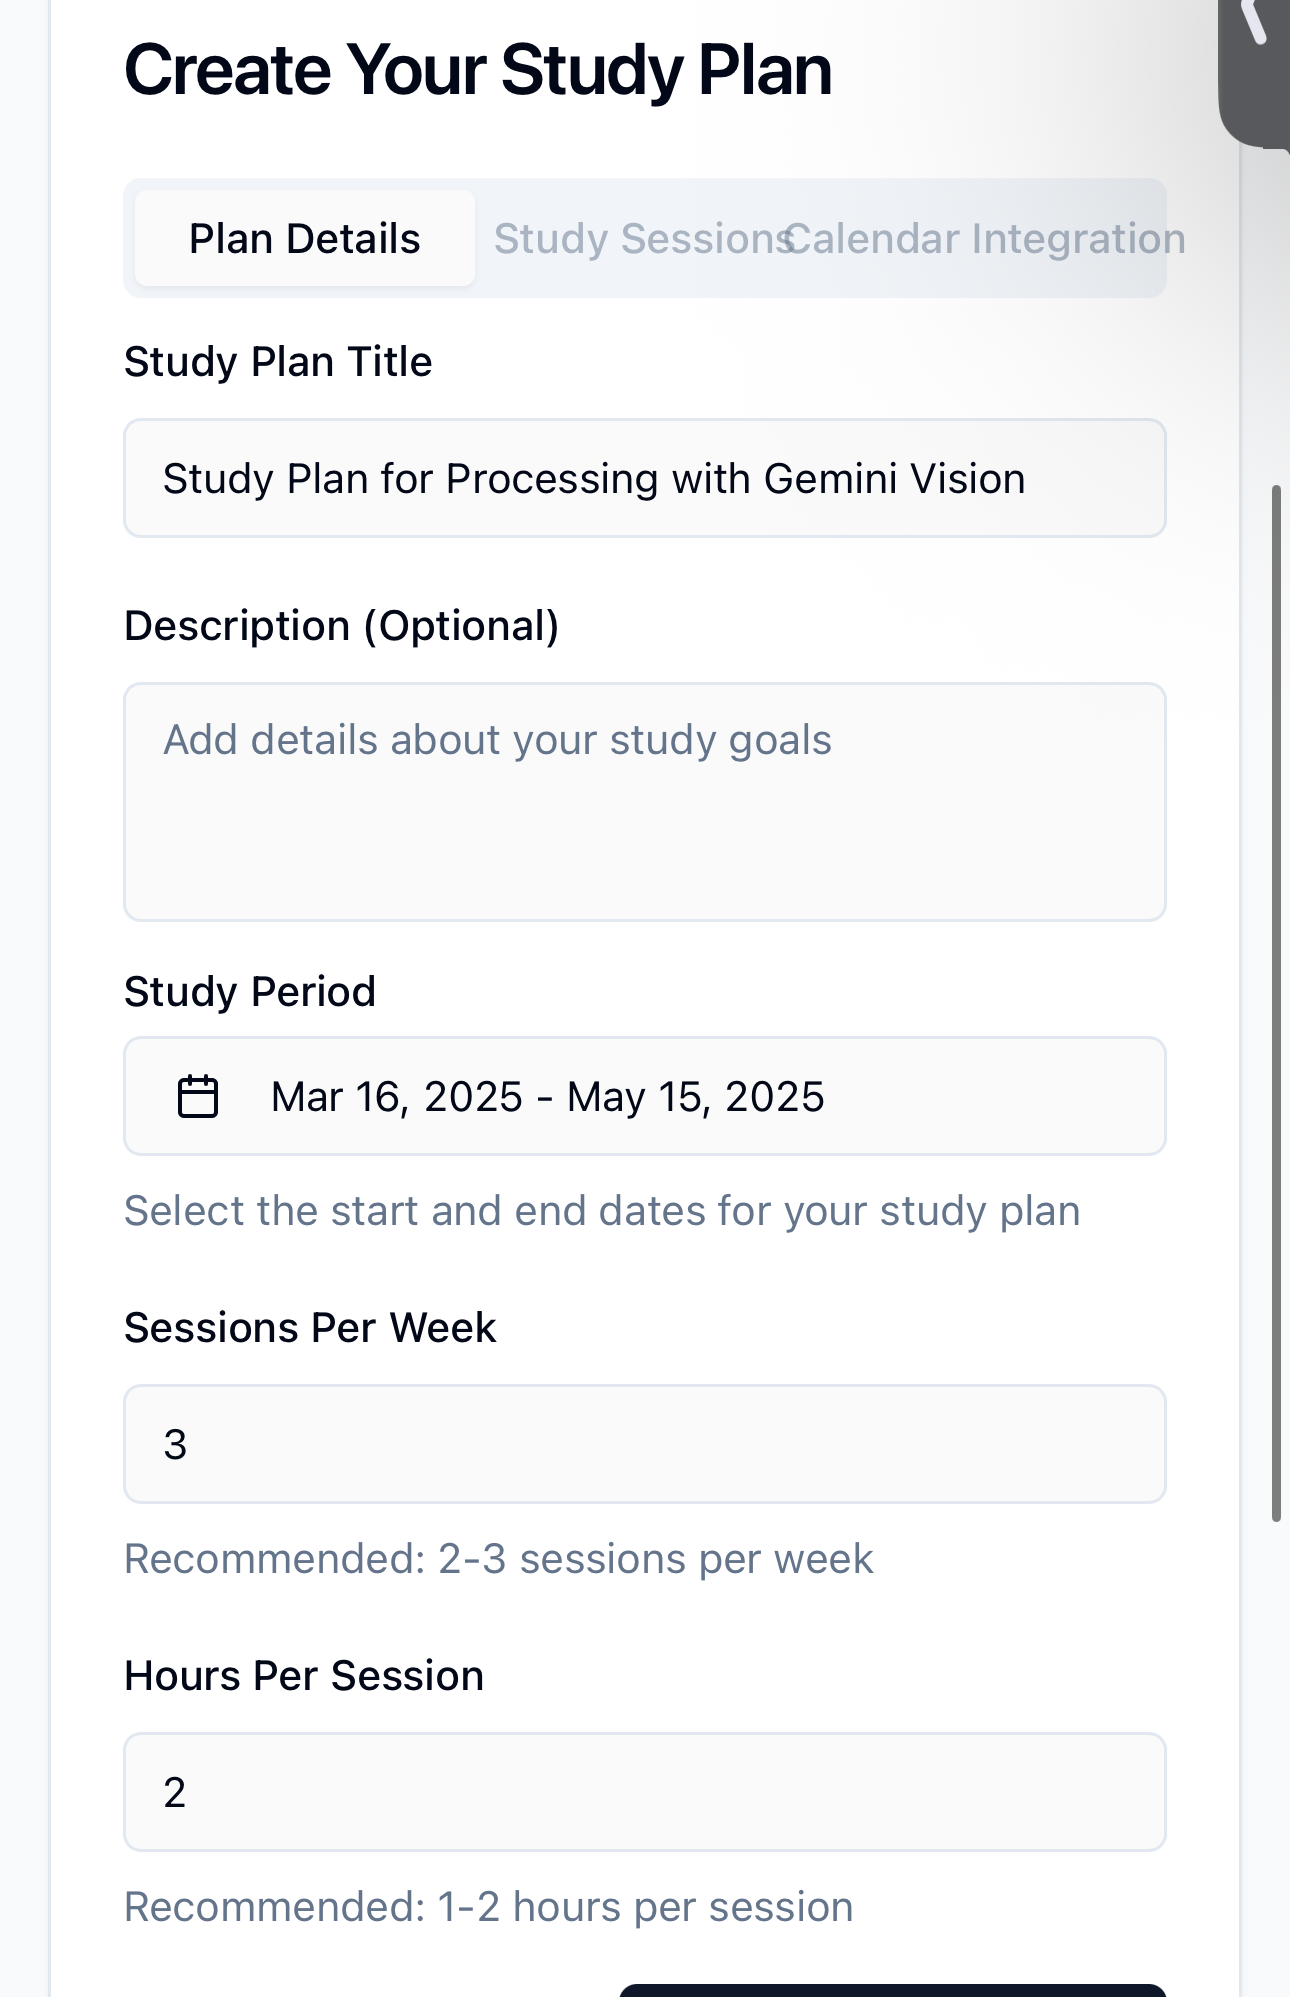 Create Your Study Plan
Plan Details Study Sessions Calendar Integration
Study Plan Title
Study Plan for Processing with Gemini Vision
Description (Optional)
Add details about your study goals
Study Period
Mar 16, 2025 - May 15, 2025
Select the start and end dates for your study plan
Sessions Per Week
3
Recommended: 2-3 sessions per week
Hours Per Session
2
Recommended: 1-2 hours per session